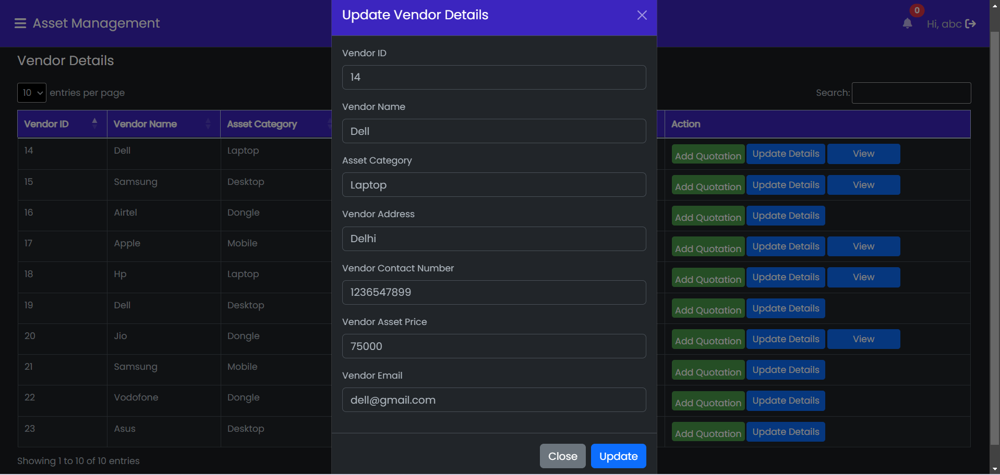 Asset Management
0
Hi, abc
Vendor Details
10 entries per page
Search:
Vendor ID Vendor Name Asset Category Action
14 Dell Laptop Add Quotation Update Details View
15 Samsung Desktop Add Quotation Update Details View
16 Airtel Dongle Add Quotation Update Details
17 Apple Mobile Add Quotation Update Details View
18 Hp Laptop Add Quotation Update Details View
19 Dell Desktop Add Quotation Update Details
20 Jio Dongle Add Quotation Update Details View
21 Samsung Mobile Add Quotation Update Details
22 Vodofone Dongle Add Quotation Update Details
23 Asus Desktop Add Quotation Update Details
Showing 1 to 10 of 10 entries
Update Vendor Details
Vendor ID
14
Vendor Name
Dell
Asset Category
Laptop
Vendor Address
Delhi
Vendor Contact Number
1236547899
Vendor Asset Price
75000
Vendor Email
dell@gmail.com
Close Update